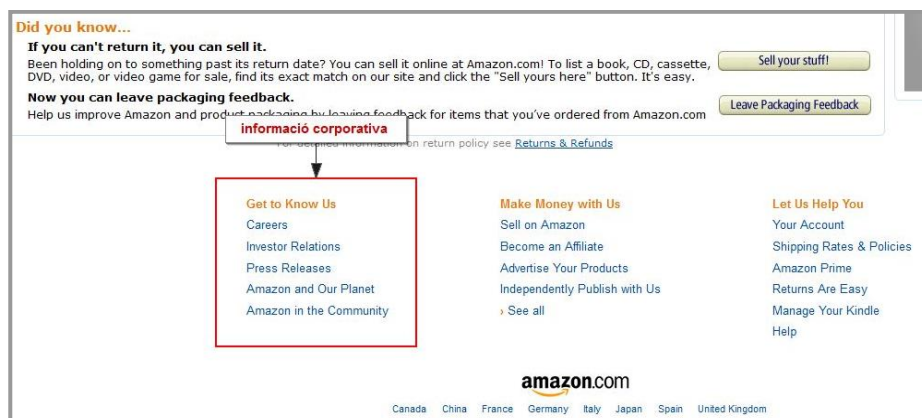 Did you know...
If you can't return it, you can sell it.
Been holding on to something past its return date? You can sell it online at Amazon.com! To list a book, CD, cassette,
DVD, video, or video game for sale, find its exact match on our site and click the "Sell yours here" button. It's easy.
Sell your stuff!
Now you can leave packaging feedback.
Help us improve Amazon and product packaging by leaving feedback for items that you've ordered from Amazon.com
Leave Packaging Feedback
informació corporativa
For detailed information on return policy see Returns & Refunds
Get to Know Us
Careers
Investor Relations
Press Releases
Amazon and Our Planet
Amazon in the Community
Make Money with Us
Sell on Amazon
Become an Affiliate
Advertise Your Products
Independently Publish with Us
› See all
Let Us Help You
Your Account
Shipping Rates & Policies
Amazon Prime
Returns Are Easy
Manage Your Kindle
Help
amazon.com
Canada China France Germany Italy Japan Spain United Kingdom